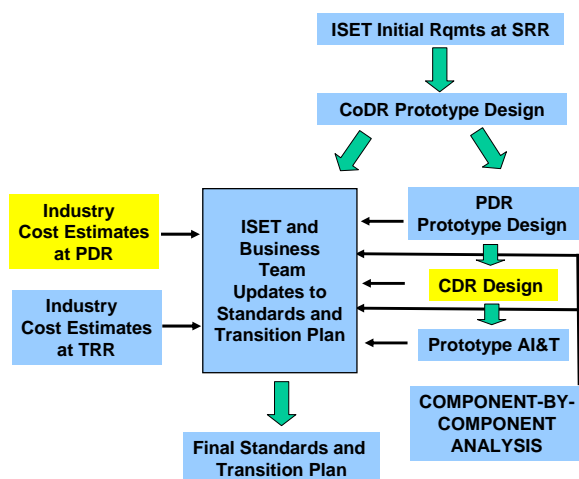 ISET Initial Rqmts at SRR
CoDR Prototype Design
Industry
Cost Estimates
at PDR
ISET and
Business
Team
Updates to
Standards and
Transition Plan
PDR
Prototype Design
CDR Design
Industry
Cost Estimates
at TRR
Prototype AI&T
COMPONENT-BY-
COMPONENT
ANALYSIS
Final Standards and
Transition Plan